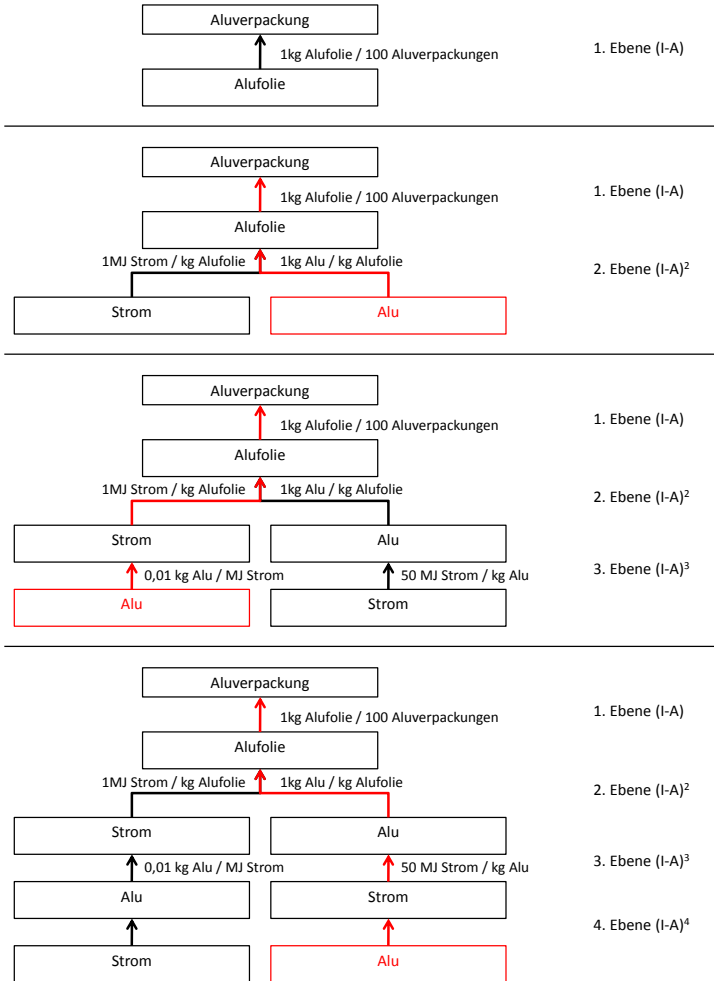 Aluverpackung
1kg Alufolie / 100 Aluverpackungen
1. Ebene (I-A)
Alufolie
Aluverpackung
1kg Alufolie / 100 Aluverpackungen
1. Ebene (I-A)
Alufolie
1MJ Strom / kg Alufolie 1kg Alu / kg Alufolie
2. Ebene (I-A)²
Strom Alu
Aluverpackung
1kg Alufolie / 100 Aluverpackungen
1. Ebene (I-A)
Alufolie
1MJ Strom / kg Alufolie 1kg Alu / kg Alufolie
2. Ebene (I-A)²
Strom Alu
0,01 kg Alu / MJ Strom 50 MJ Strom / kg Alu
3. Ebene (I-A)³
Alu Strom
Aluverpackung
1kg Alufolie / 100 Aluverpackungen
1. Ebene (I-A)
Alufolie
1MJ Strom / kg Alufolie 1kg Alu / kg Alufolie
2. Ebene (I-A)²
Strom Alu
0,01 kg Alu / MJ Strom 50 MJ Strom / kg Alu
3. Ebene (I-A)³
Alu Strom
4. Ebene (I-A)⁴
Strom Alu